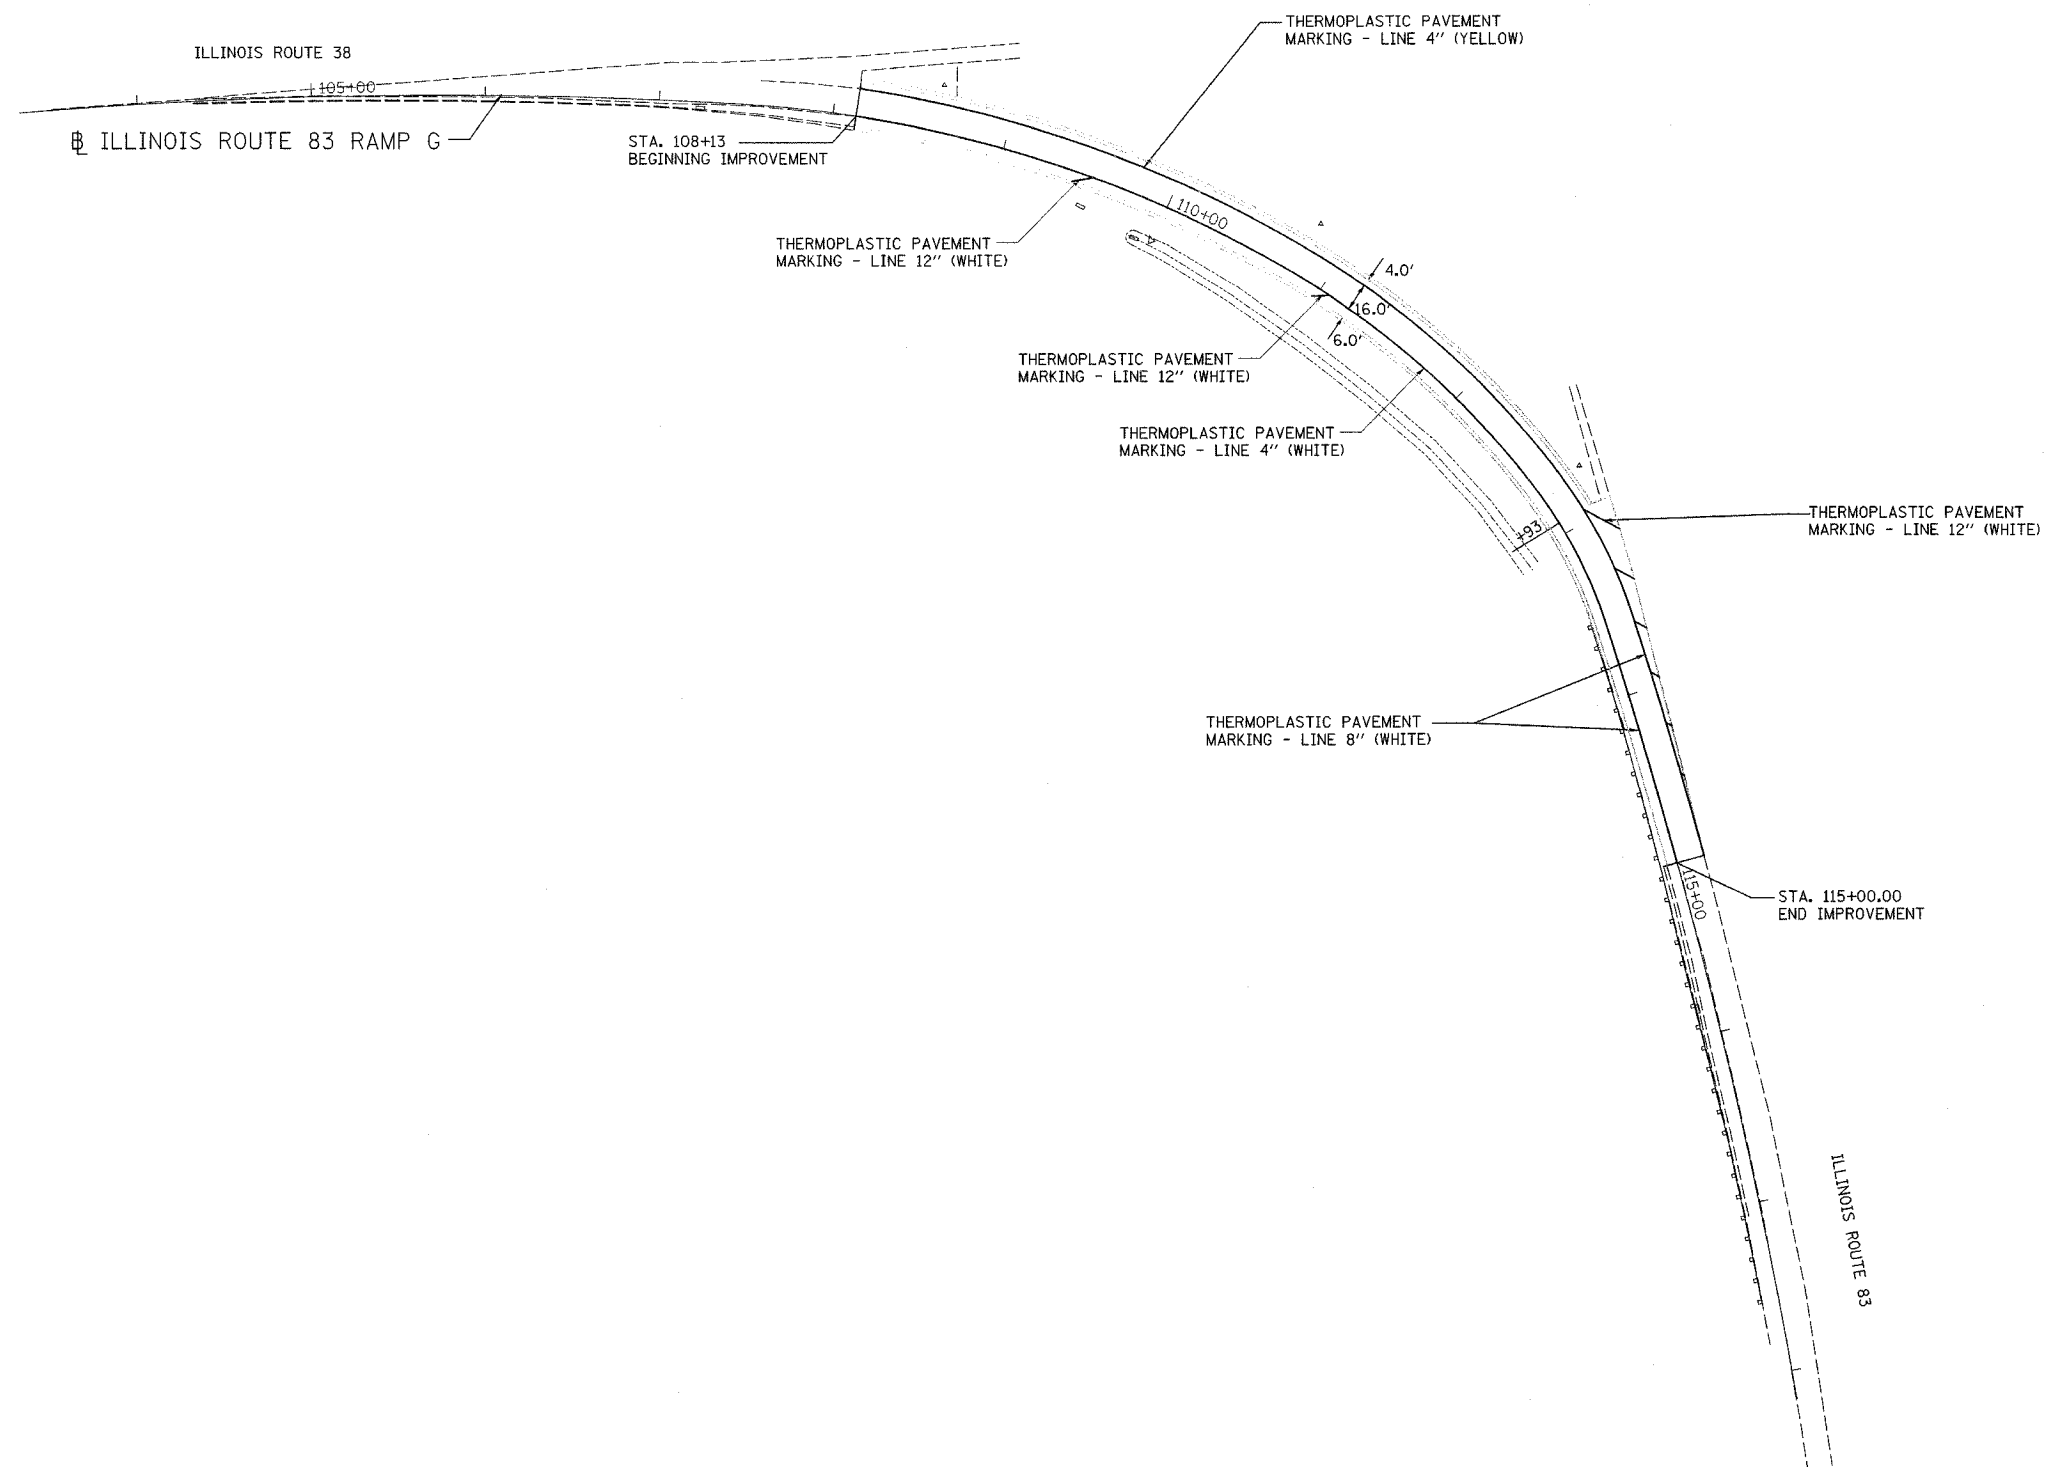 THERMOPLASTIC PAVEMENT
MARKING - LINE 4" (YELLOW)
ILLINOIS ROUTE 38
105+00
℄ ILLINOIS ROUTE 83 RAMP G
STA. 108+13
BEGINNING IMPROVEMENT
110+00
THERMOPLASTIC PAVEMENT
MARKING - LINE 12" (WHITE)
4.0'
16.0'
6.0'
THERMOPLASTIC PAVEMENT
MARKING - LINE 12" (WHITE)
THERMOPLASTIC PAVEMENT
MARKING - LINE 4" (WHITE)
THERMOPLASTIC PAVEMENT
MARKING - LINE 12" (WHITE)
+93
THERMOPLASTIC PAVEMENT
MARKING - LINE 8" (WHITE)
115+00
STA. 115+00.00
END IMPROVEMENT
ILLINOIS ROUTE 83